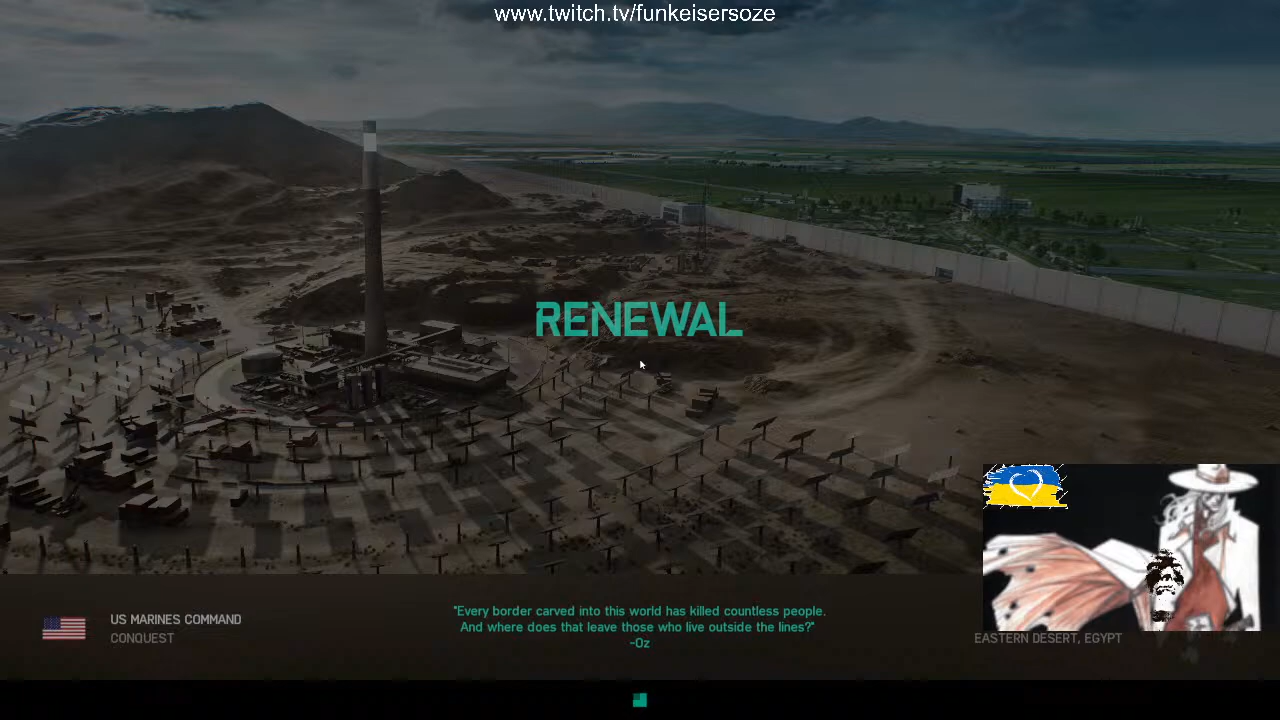 www.twitch.tv/funkeisersoze
RENEWAL
US MARINES COMMAND
CONQUEST
"Every border carved into this world has killed countless people.
And where does that leave those who live outside the lines?"
-Oz
EASTERN DESERT, EGYPT